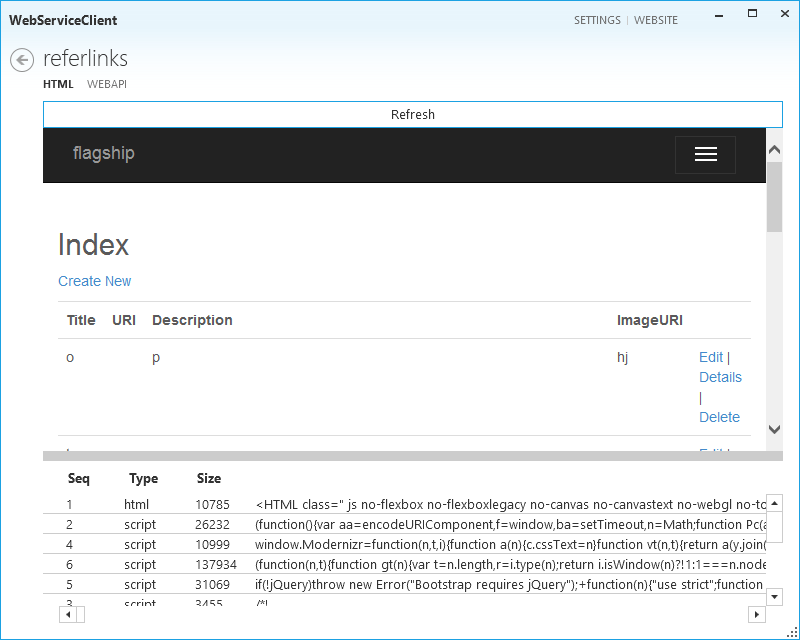 WebServiceClient
SETTINGS | WEBSITE
referlinks
HTML WEBAPI
Refresh
flagship
Index
Create New
Title URI Description ImageURI
o p hj Edit |
Details
|
Delete
Seq Type Size
1 html 10785 <HTML class=" js no-flexbox no-flexboxlegacy no-canvas no-canvastext no-webgl no-to
2 script 26232 (function(){var aa=encodeURIComponent,f=window,ba=setTimeout,n=Math;function Pc(a
4 script 10999 window.Modernizr=function(n,t,i){function a(n){c.cssText=n}function vt(n,t){return a(y.join(
6 script 137934 (function(n,t){function gt(n){var t=n.length,r=i.type(n);return i.isWindow(n)?!1:1===n.node
5 script 31069 if(!jQuery)throw new Error("Bootstrap requires jQuery");+function(n){"use strict";function
3 script 3455 /*!